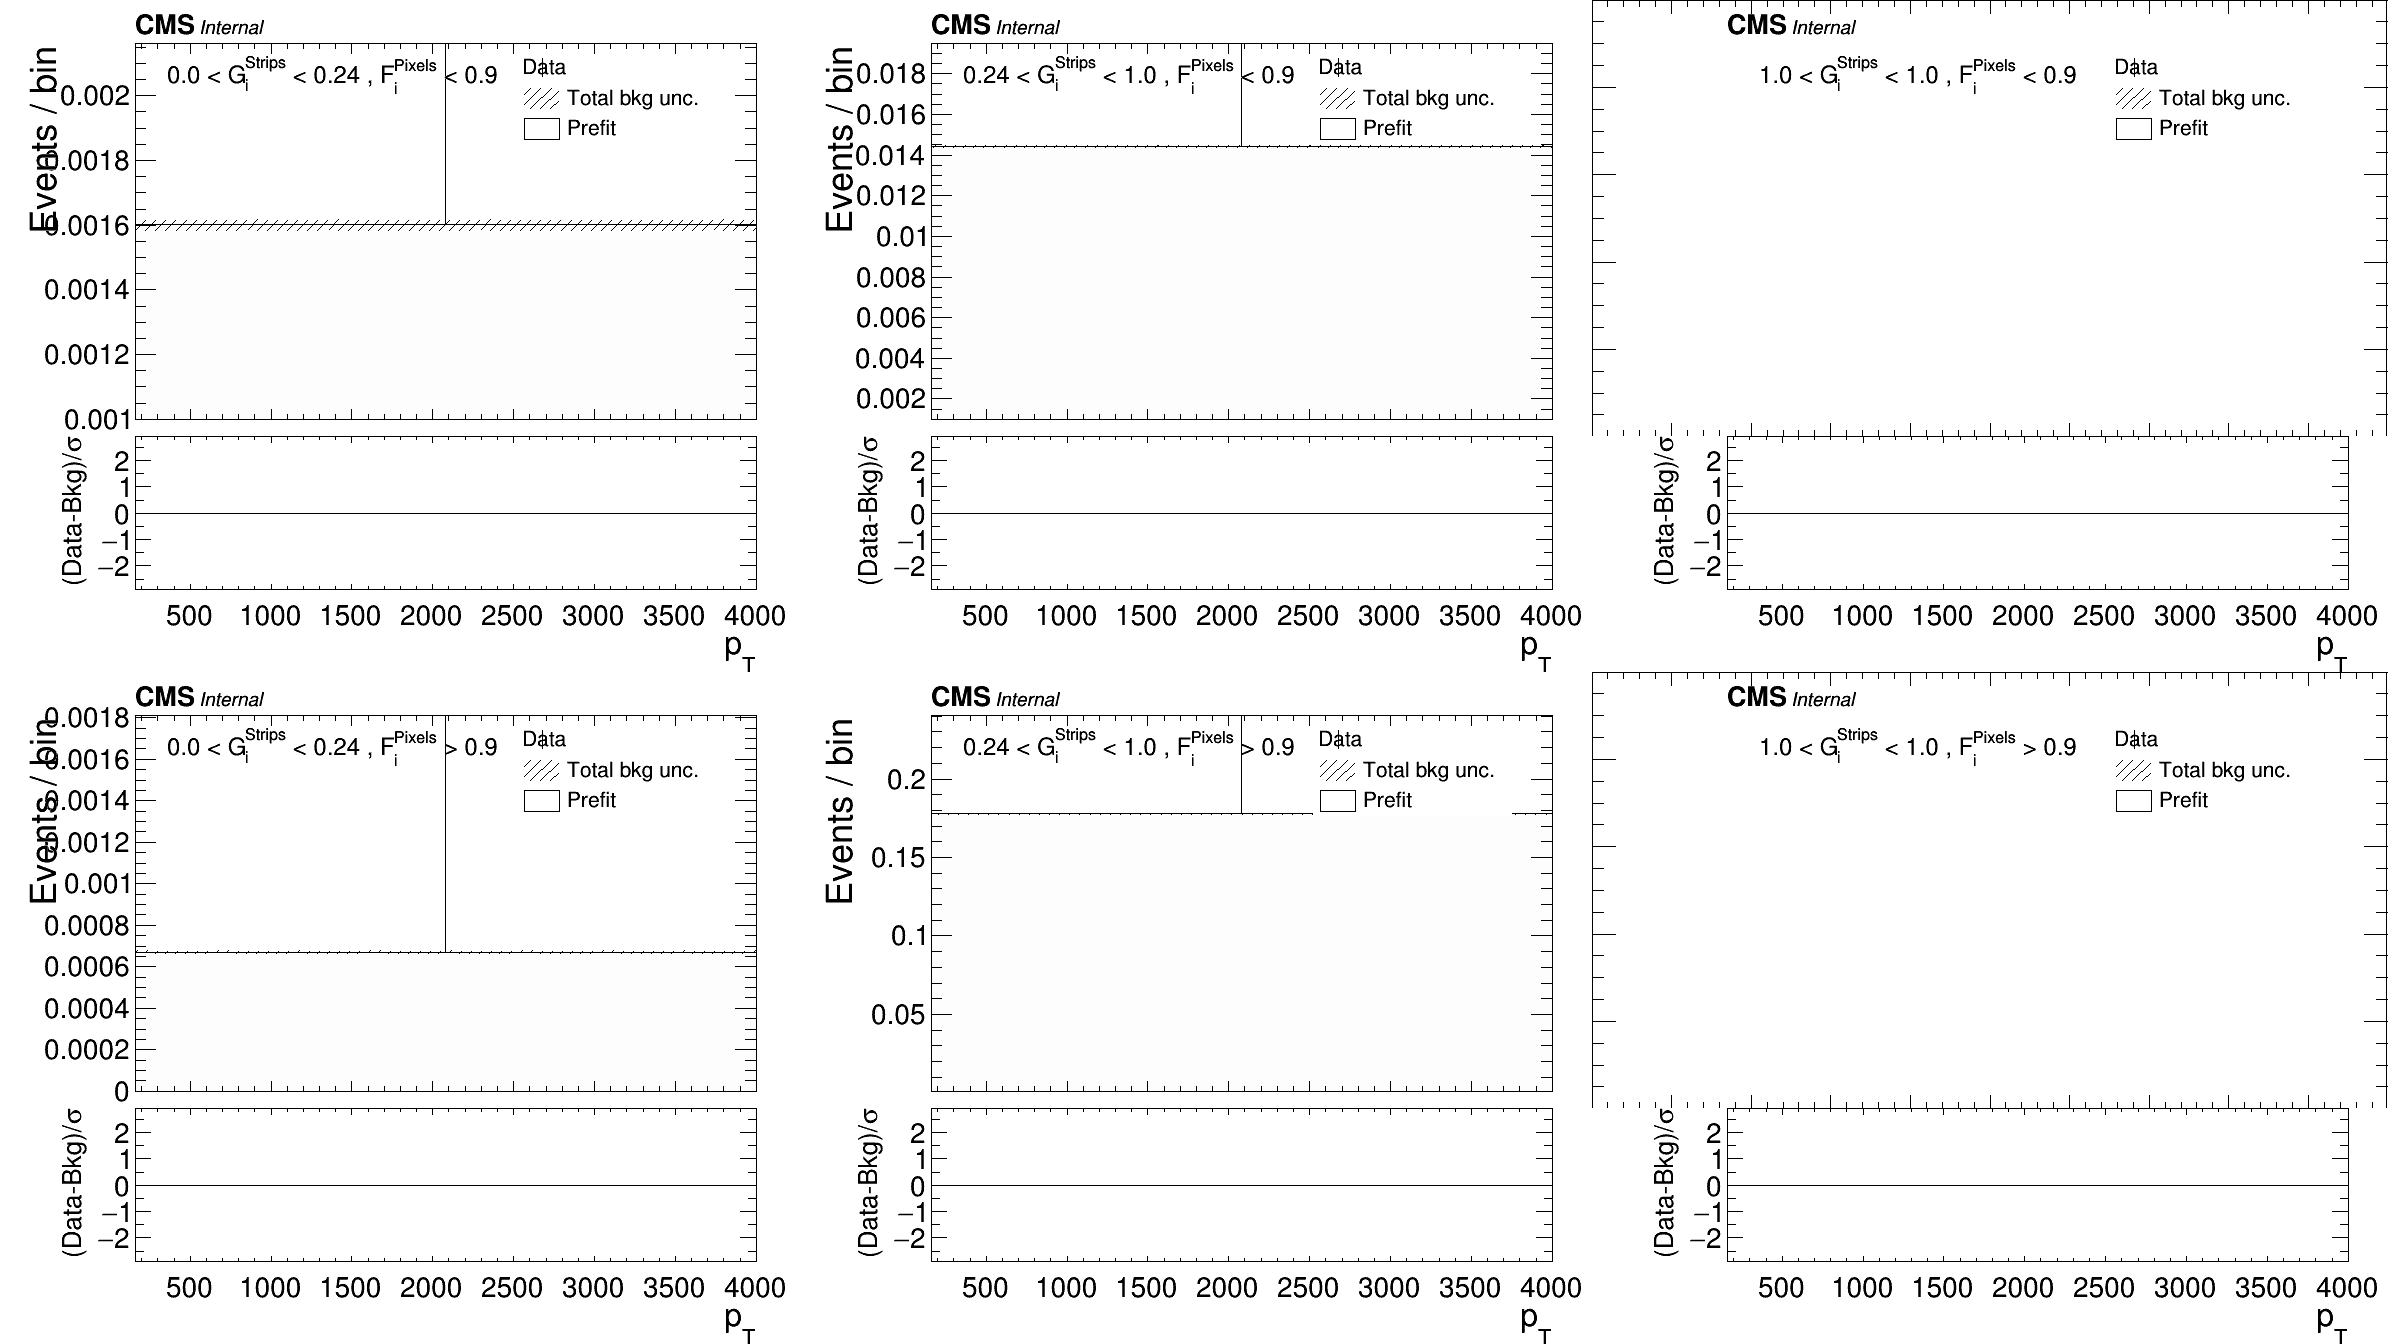 CMS Internal
0.0 < G_i^Strips < 0.24 , F_i^Pixels < 0.9
Data
Total bkg unc.
Prefit
Events / bin
0.002
0.0018
0.0016
0.0014
0.0012
0.001
(Data-Bkg)/σ
2
1
0
−1
−2
500 1000 1500 2000 2500 3000 3500 4000
p_T
CMS Internal
0.24 < G_i^Strips < 1.0 , F_i^Pixels < 0.9
Data
Total bkg unc.
Prefit
Events / bin
0.018
0.016
0.014
0.012
0.01
0.008
0.006
0.004
0.002
(Data-Bkg)/σ
2
1
0
−1
−2
500 1000 1500 2000 2500 3000 3500 4000
p_T
CMS Internal
1.0 < G_i^Strips < 1.0 , F_i^Pixels < 0.9
Data
Total bkg unc.
Prefit
(Data-Bkg)/σ
2
1
0
−1
−2
500 1000 1500 2000 2500 3000 3500 4000
p_T
CMS Internal
0.0 < G_i^Strips < 0.24 , F_i^Pixels > 0.9
Data
Total bkg unc.
Prefit
Events / bin
0.0018
0.0016
0.0014
0.0012
0.001
0.0008
0.0006
0.0004
0.0002
0
(Data-Bkg)/σ
2
1
0
−1
−2
500 1000 1500 2000 2500 3000 3500 4000
p_T
CMS Internal
0.24 < G_i^Strips < 1.0 , F_i^Pixels > 0.9
Data
Total bkg unc.
Prefit
Events / bin
0.2
0.15
0.1
0.05
(Data-Bkg)/σ
2
1
0
−1
−2
500 1000 1500 2000 2500 3000 3500 4000
p_T
CMS Internal
1.0 < G_i^Strips < 1.0 , F_i^Pixels > 0.9
Data
Total bkg unc.
Prefit
(Data-Bkg)/σ
2
1
0
−1
−2
500 1000 1500 2000 2500 3000 3500 4000
p_T